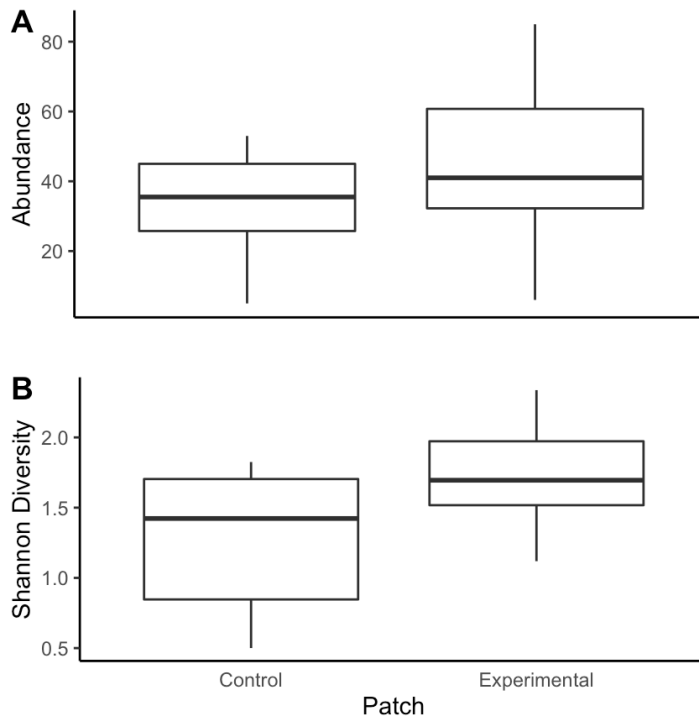 A
Abundance
80
60
40
20
B
Shannon Diversity
2.0
1.5
1.0
0.5
Control Experimental
Patch